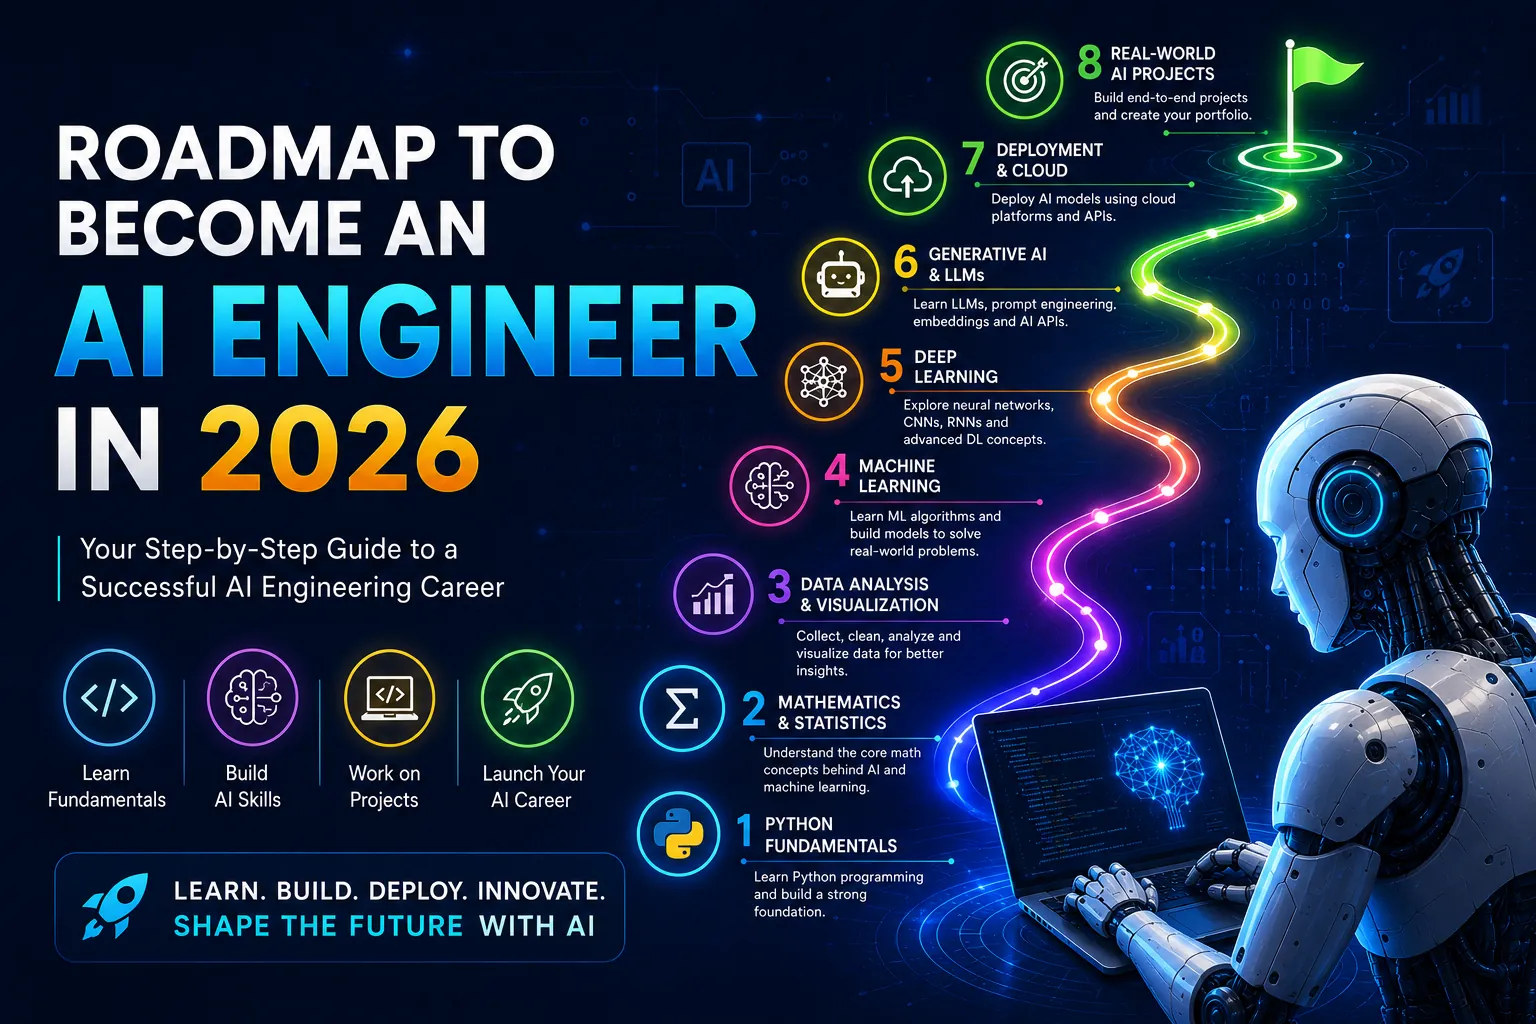 ROADMAP TO
BECOME AN
AI ENGINEER
IN 2026
Your Step-by-Step Guide to a
Successful AI Engineering Career
</>
Learn
Fundamentals
Build
AI Skills
</>
Work on
Projects
Launch Your
AI Career
LEARN. BUILD. DEPLOY. INNOVATE.
SHAPE THE FUTURE WITH AI
AI
8 REAL-WORLD
AI PROJECTS
Build end-to-end projects
and create your portfolio.
7 DEPLOYMENT
& CLOUD
Deploy AI models using cloud
platforms and APIs.
6 GENERATIVE AI
& LLMs
Learn LLMs, prompt engineering.
embeddings and AI APIs.
5 DEEP
LEARNING
Explore neural networks,
CNNs, RNNs and
advanced DL concepts.
4 MACHINE
LEARNING
Learn ML algorithms and
build models to solve
real-world problems.
3 DATA ANALYSIS
& VISUALIZATION
Collect, clean, analyze and
visualize data for better
insights.
Σ
2 MATHEMATICS
& STATISTICS
Understand the core math
concepts behind AI and
machine learning.
1 PYTHON
FUNDAMENTALS
Learn Python programming
and build a strong
foundation.